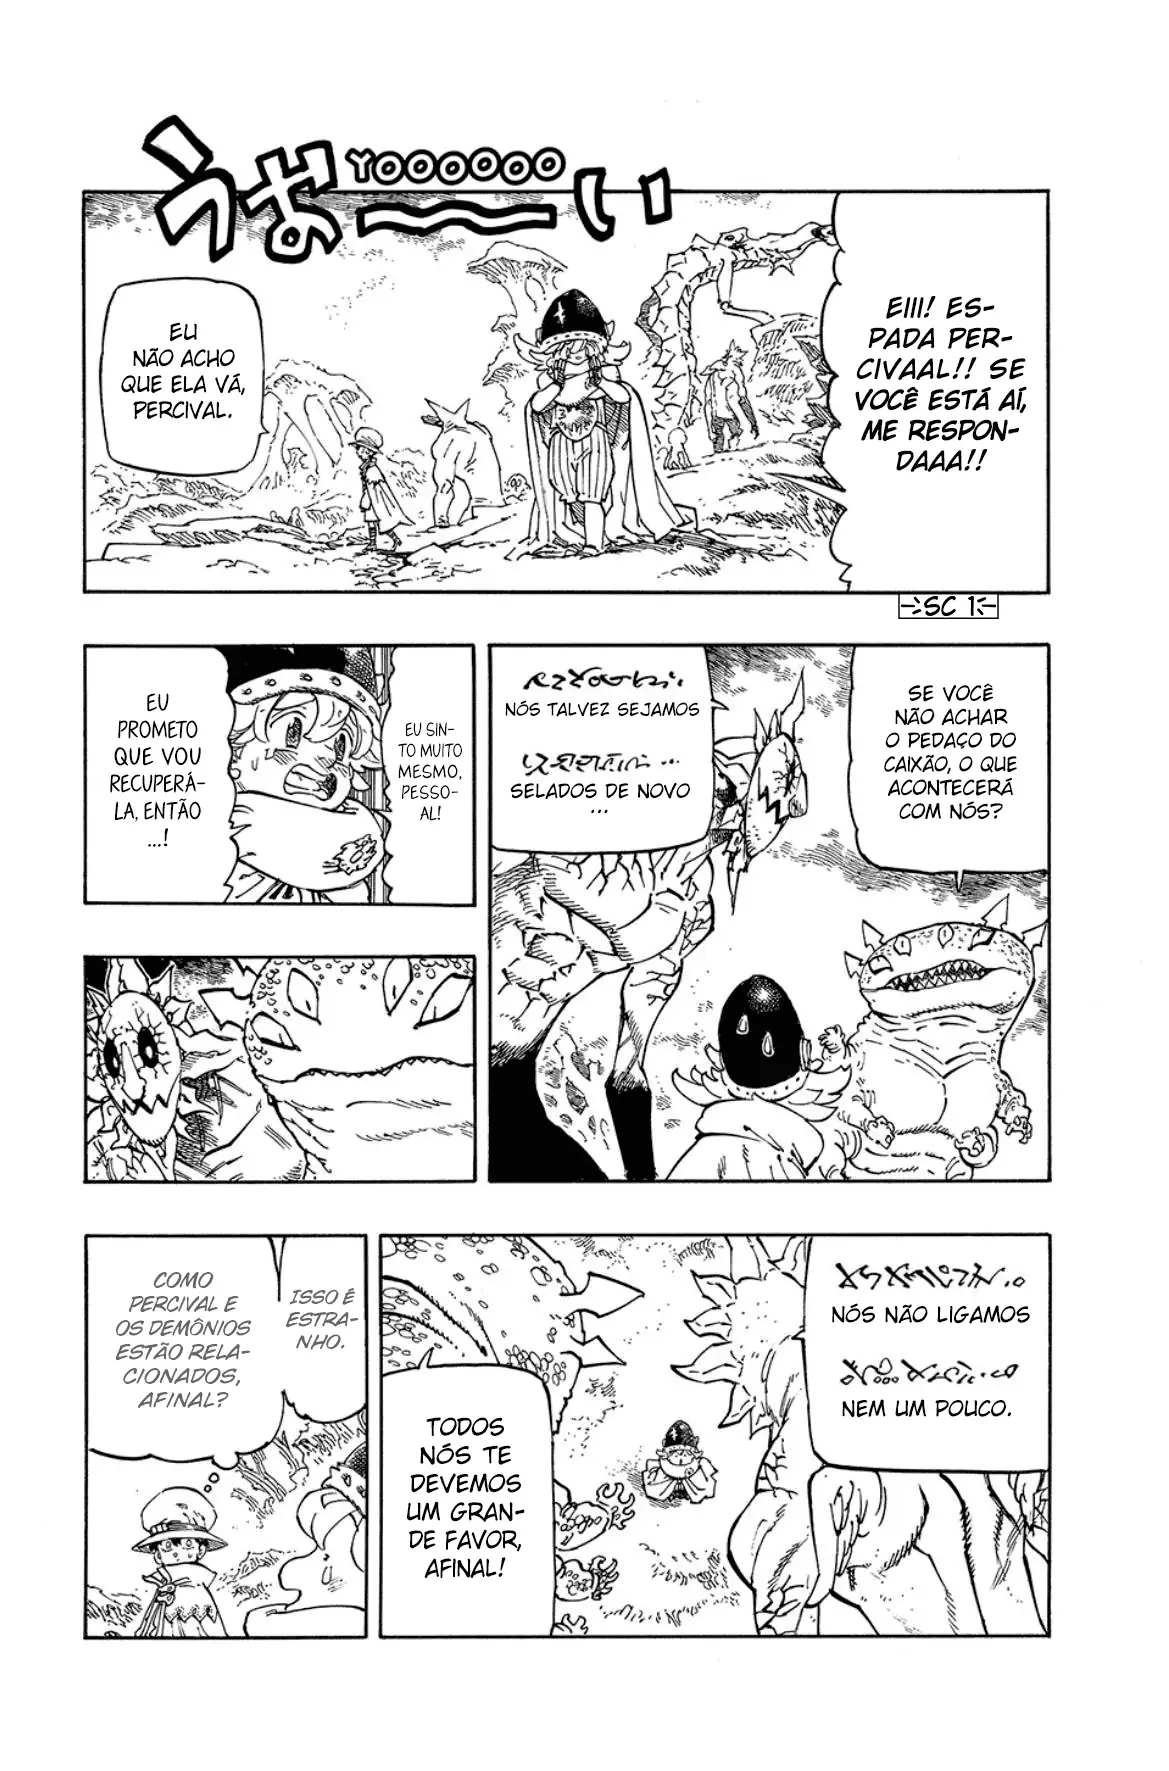 うおーい
YOOOOOO
EIII! ES-
PADA PER-
CIVAAL!! SE
VOCÊ ESTÁ AÍ,
ME RESPON-
DAAA!!
EU
NÃO ACHO
QUE ELA VÁ,
PERCIVAL.
SC 1
SE VOCÊ
NÃO ACHAR
O PEDAÇO DO
CAIXÃO, O QUE
ACONTECERÁ
COM NÓS?
NÓS TALVEZ SEJAMOS
SELADOS DE NOVO
...
EU SIN-
TO MUITO
MESMO,
PESSO-
AL!
EU
PROMETO
QUE VOU
RECUPERÁ-
LA, ENTÃO
...!
NÓS NÃO LIGAMOS
NEM UM POUCO.
TODOS
NÓS TE
DEVEMOS
UM GRAN-
DE FAVOR,
AFINAL!
ISSO É
ESTRA-
NHO.
COMO
PERCIVAL E
OS DEMÔNIOS
ESTÃO RELA-
CIONADOS,
AFINAL?